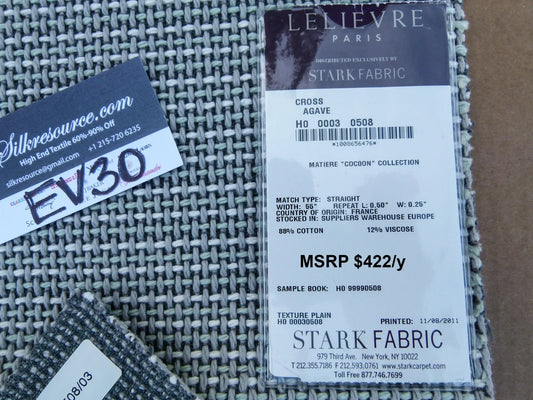 LELIEVRE
PARIS
DISTRIBUTED EXCLUSIVELY BY
STARK FABRIC
CROSS
AGAVE
H0 0003 0508
*1008656476*
MATIERE "COCOON" COLLECTION
MATCH TYPE: STRAIGHT
WIDTH: 55" REPEAT L: 0.50" W: 0.25"
COUNTRY OF ORIGIN: FRANCE
STOCKED IN: SUPPLIERS WAREHOUSE EUROPE
88% COTTON 12% VISCOSE
MSRP $422/y
SAMPLE BOOK: H0 99990508
TEXTURE PLAIN
H0 00030508 PRINTED: 11/08/2011
STARK FABRIC
979 Third Ave. New York, NY 10022
T 212.355.7186 F 212.593.0761 www.starkcarpet.com
Toll Free 877.746.7699
Silkresource.com
High End Textile 60%-90% Off
silkresource@gmail.com +1 215-720 6235
EV30
08/03